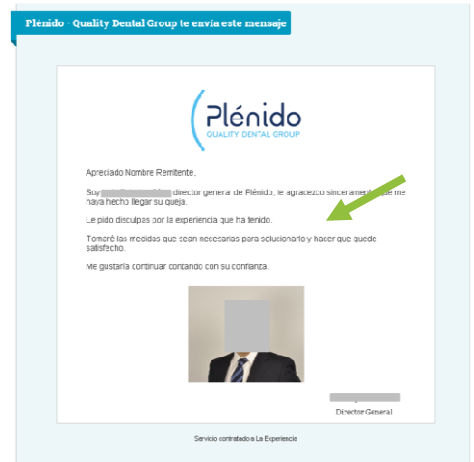 Plénido - Quality Dental Group te envía este mensaje
Plénido
QUALITY DENTAL GROUP
Apreciado Nombre Remitente,
Soy director general de Plénido, le agradezco sinceramente que me
haya hecho llegar su queja.
Le pido disculpas por la experiencia que ha tenido.
Tomaré las medidas que sean necesarias para solucionarlo y hacer que quede
satisfecho.
Me gustaría continuar contando con su confianza.
Director General
Servicio contratado a La Experiencia